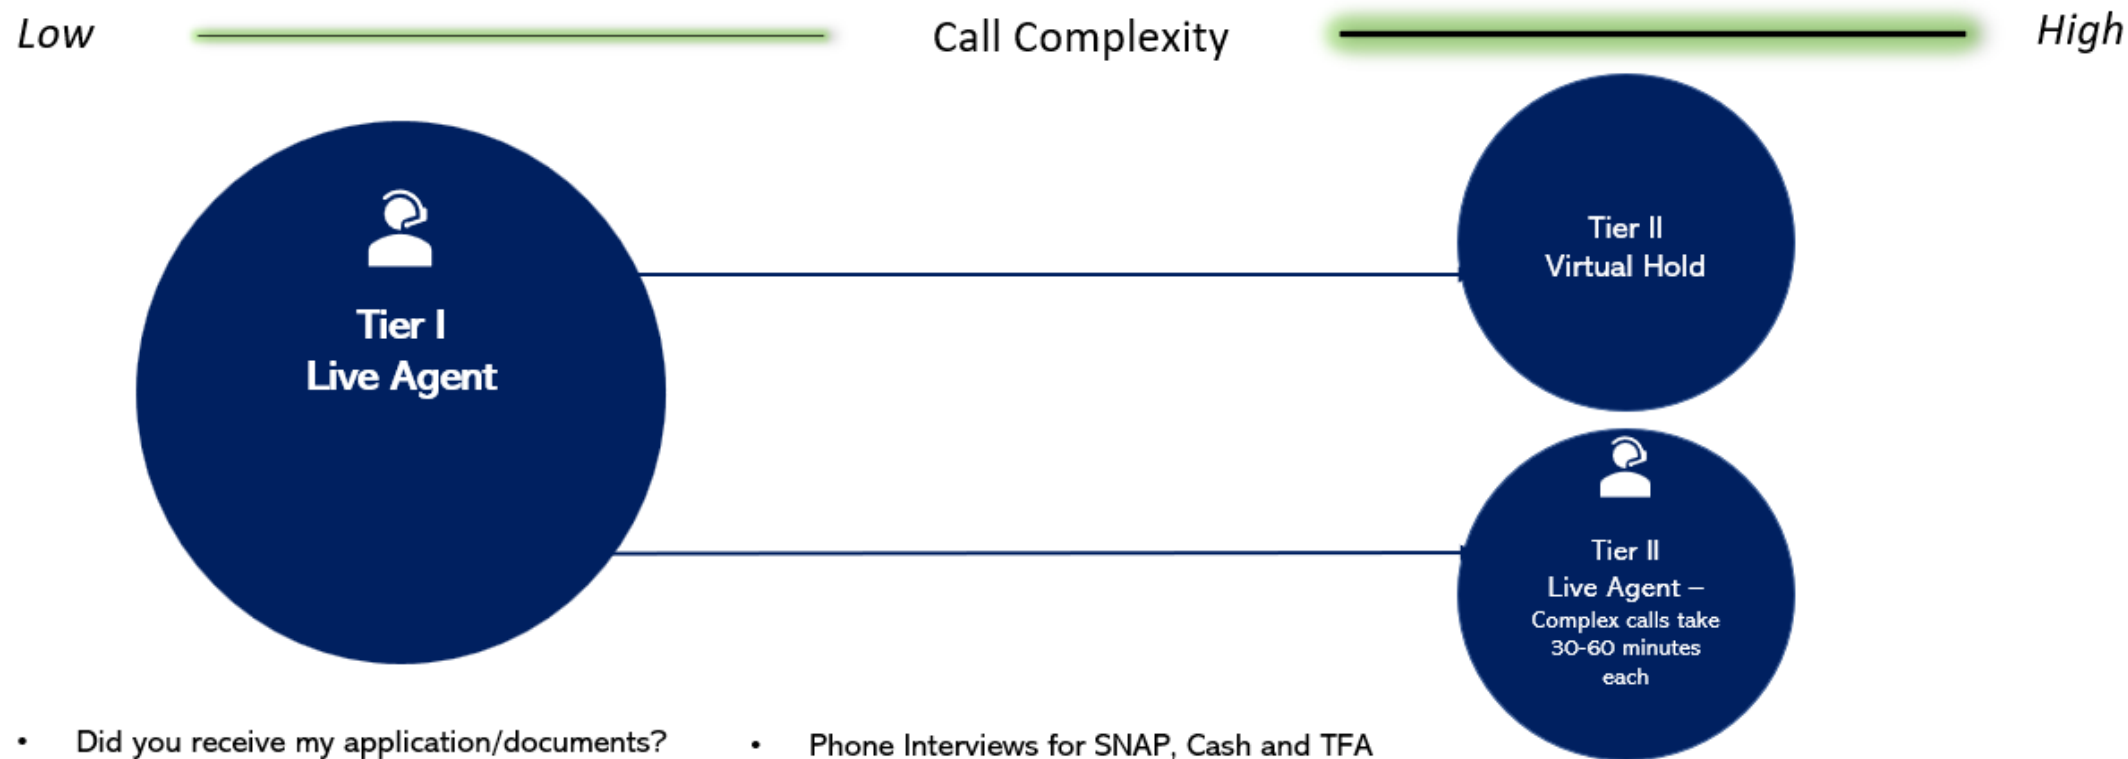 Low
Call Complexity
High
Tier I
Live Agent
Tier II
Virtual Hold
Tier II
Live Agent –
Complex calls take
30-60 minutes
each
• Did you receive my application/documents?
• Phone Interviews for SNAP, Cash and TFA